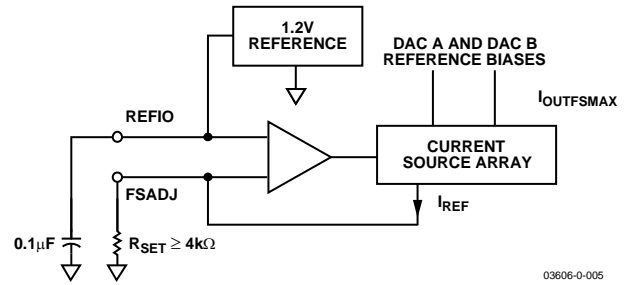 1.2V
REFERENCE
DAC A AND DAC B
REFERENCE BIASES
IOUTFSMAX
REFIO
CURRENT
SOURCE ARRAY
FSADJ
IREF
0.1μF
RSET ≥ 4kΩ
03606-0-005